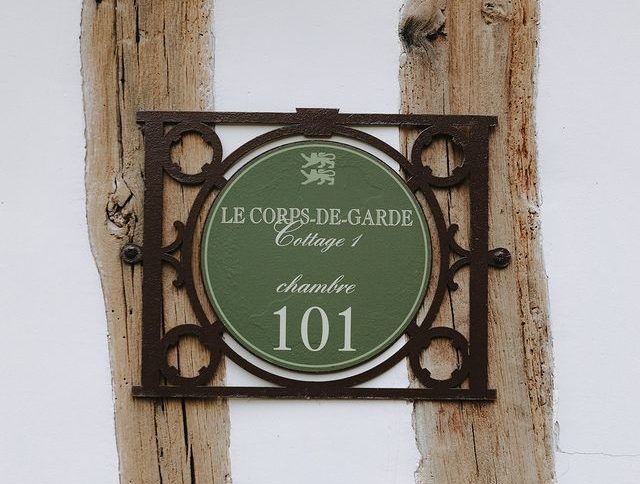 LE CORPS-DE-GARDE
Cottage 1
chambre
101